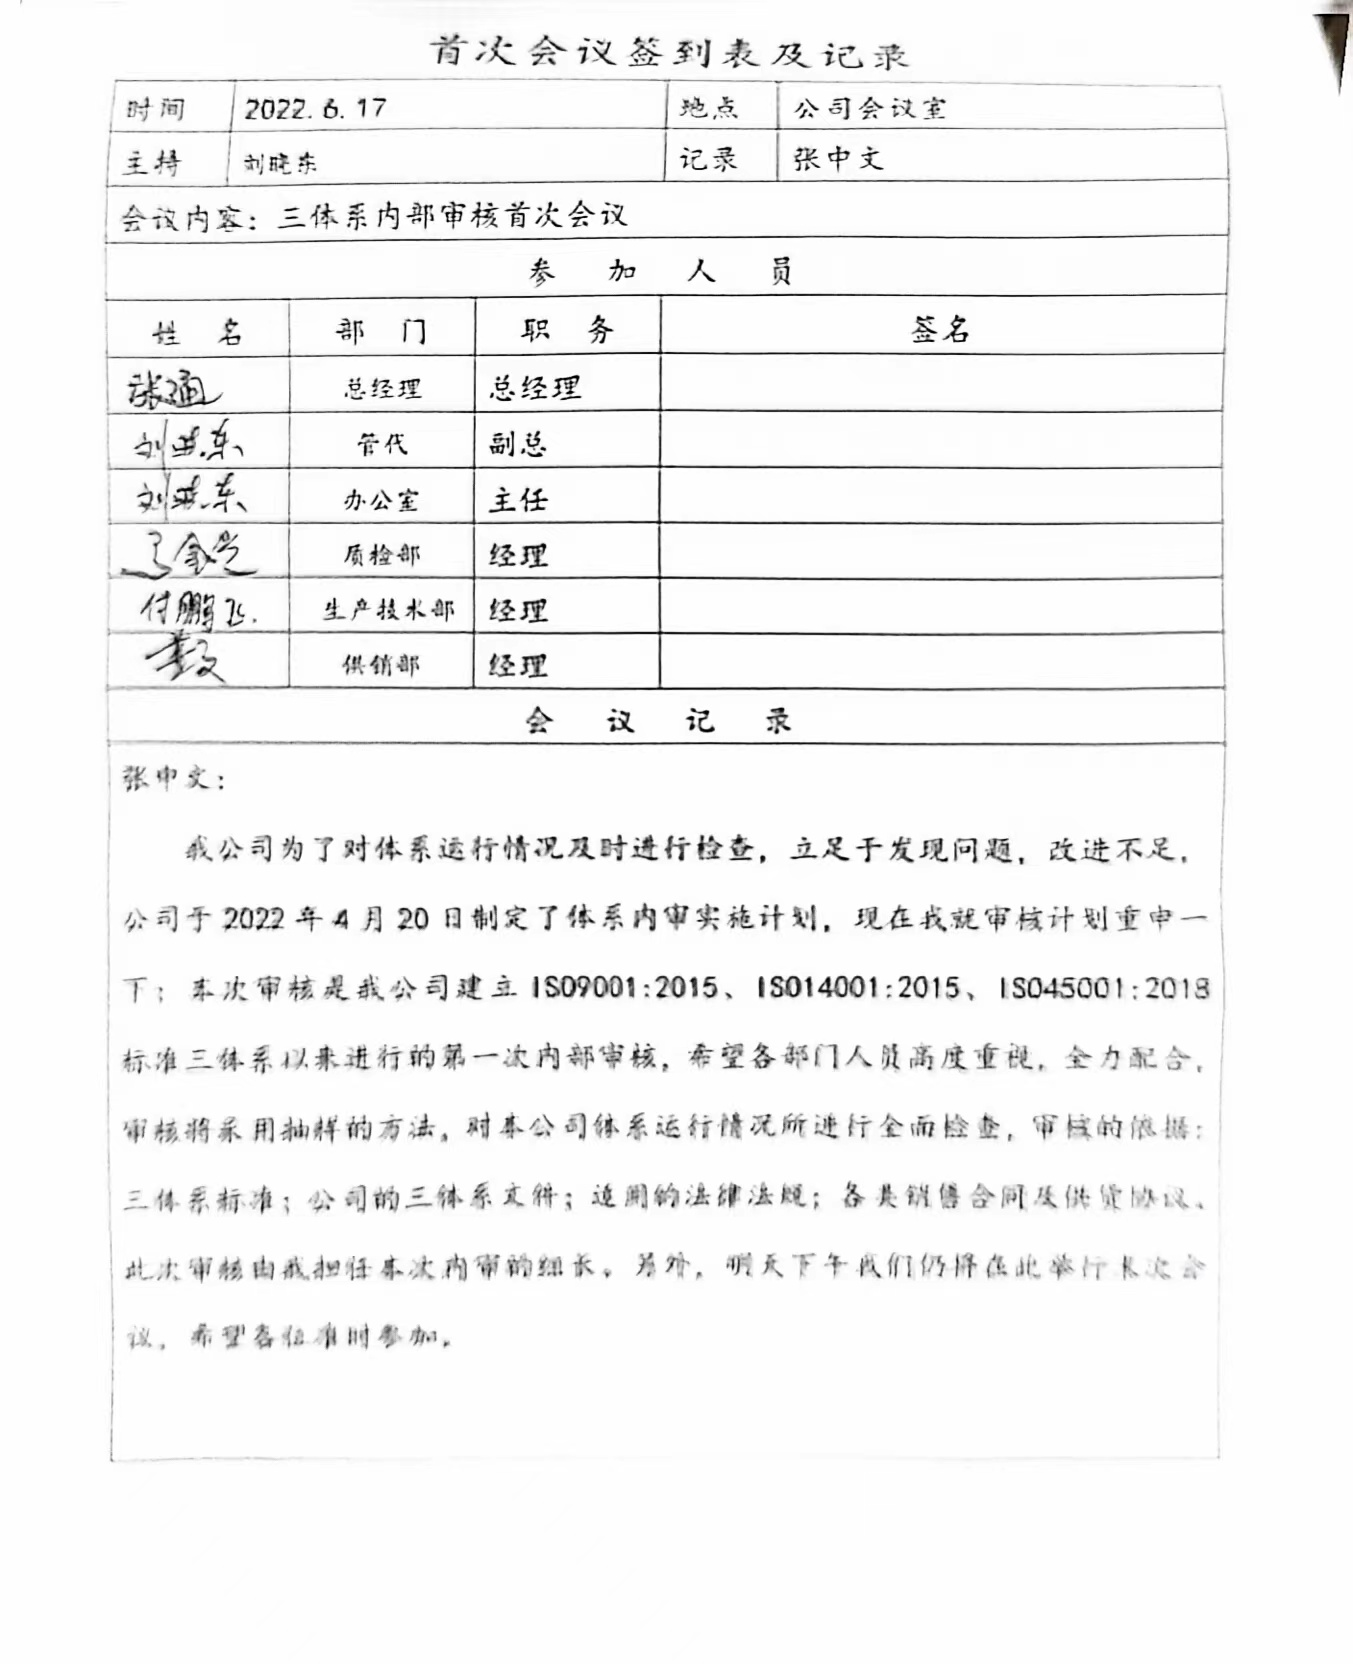 首次会议签到表及记录
时间 2022.6.17 地点 公司会议室
主持 刘晓东 记录 张中文
会议内容：三体系内部审核首次会议
参 加 人 员
姓 名 部 门 职 务 签名
张通 总经理 总经理
刘晓东 管代 副总
刘晓东 办公室 主任
质检部 经理
付鹏飞 生产技术部 经理
供销部 经理
会 议 记 录
张中文：
我公司为了对体系运行情况及时进行检查，立足于发现问题，改进不足，
公司于 2022 年 4 月 20 日制定了体系内审实施计划，现在我就审核计划重申一
下；本次审核是我公司建立 ISO9001:2015、ISO14001:2015、ISO45001:2018
标准三体系以来进行的第一次内部审核，希望各部门人员高度重视，全力配合，
审核将采用抽样的方法，对本公司体系运行情况所进行全面检查，审核的依据：
三体系标准；公司的三体系文件；适用的法律法规；各类销售合同及供货协议、
此次审核由我担任本次内审的组长。另外，明天下午我们仍将在此举行末次会
议，希望各位准时参加。